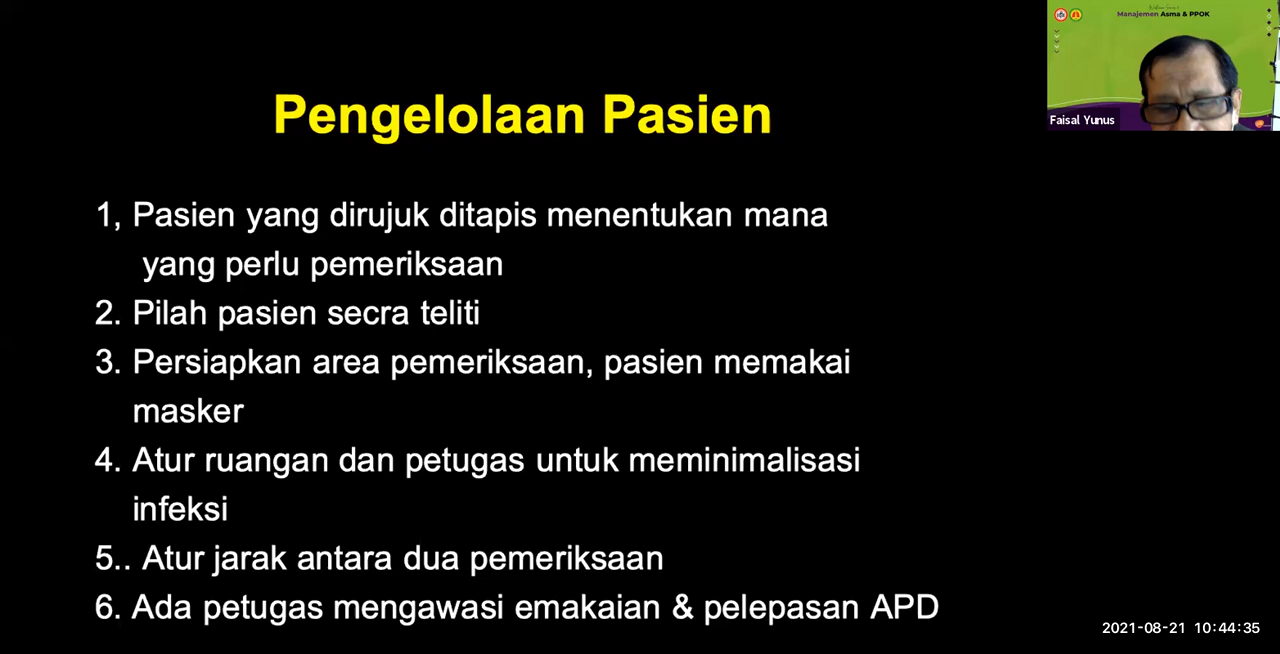 Pengelolaan Pasien
1, Pasien yang dirujuk ditapis menentukan mana
yang perlu pemeriksaan
2. Pilah pasien secra teliti
3. Persiapkan area pemeriksaan, pasien memakai
masker
4. Atur ruangan dan petugas untuk meminimalisasi
infeksi
5.. Atur jarak antara dua pemeriksaan
6. Ada petugas mengawasi emakaian & pelepasan APD
Manajemen Asma & PPOK
Faisal Yunus
2021-08-21 10:44:35